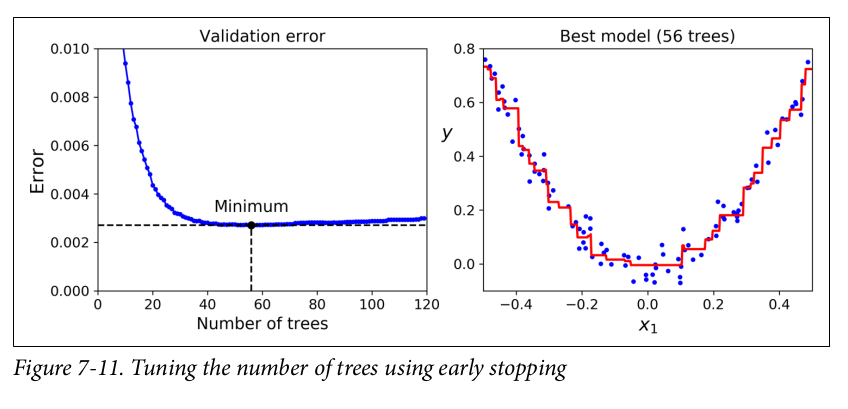 Validation error
0.010
0.008
0.006
0.004
0.002
0.000
Error
Minimum
0 20 40 60 80 100 120
Number of trees
Best model (56 trees)
0.8
0.6
0.4
0.2
0.0
y
−0.4 −0.2 0.0 0.2 0.4
x₁
Figure 7-11. Tuning the number of trees using early stopping